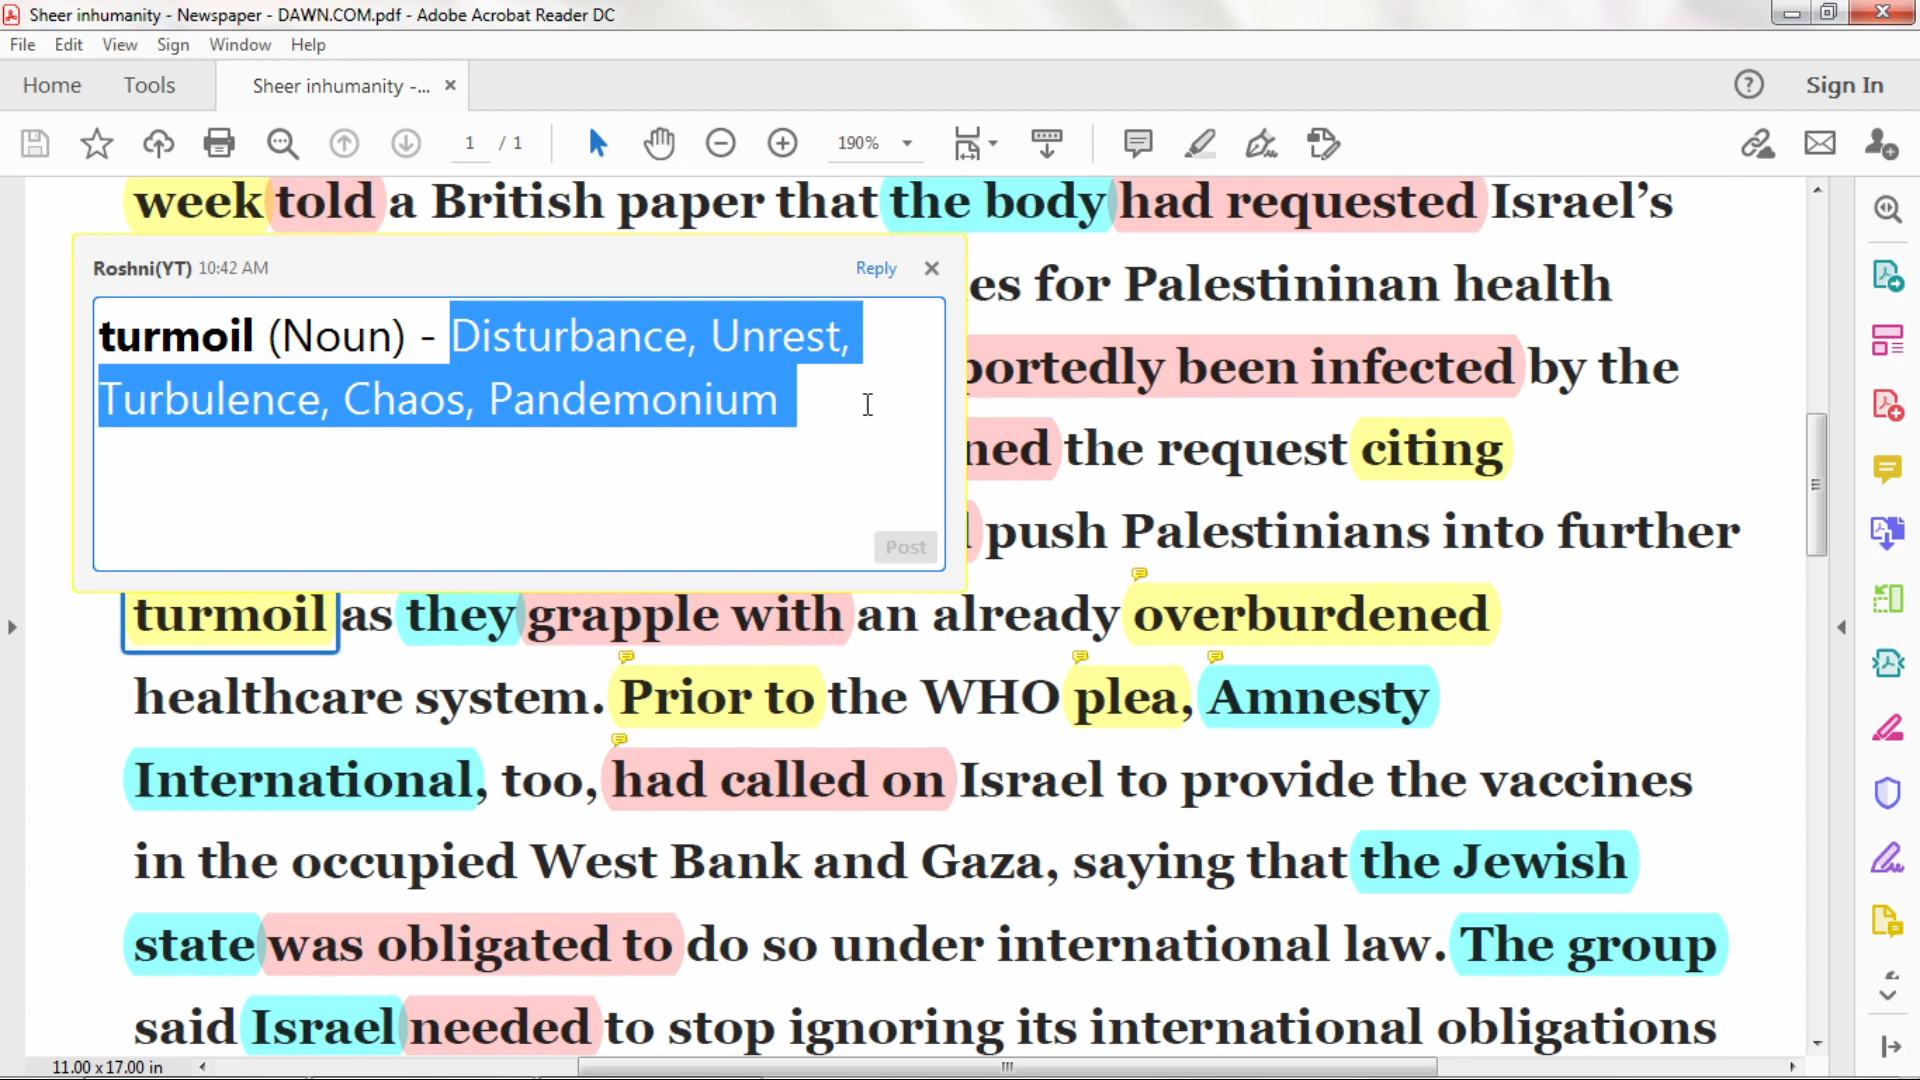 Sheer inhumanity - Newspaper - DAWN.COM.pdf - Adobe Acrobat Reader DC
File Edit View Sign Window Help
Home Tools Sheer inhumanity -... × Sign In
1 / 1 190%
week told a British paper that the body had requested Israel’s
Roshni(YT) 10:42 AM Reply
turmoil (Noun) - Disturbance, Unrest,
Turbulence, Chaos, Pandemonium
Post
es for Palestininan health
portedly been infected by the
ned the request citing
push Palestinians into further
turmoil as they grapple with an already overburdened
healthcare system. Prior to the WHO plea, Amnesty
International, too, had called on Israel to provide the vaccines
in the occupied West Bank and Gaza, saying that the Jewish
state was obligated to do so under international law. The group
said Israel needed to stop ignoring its international obligations
11.00 x 17.00 in